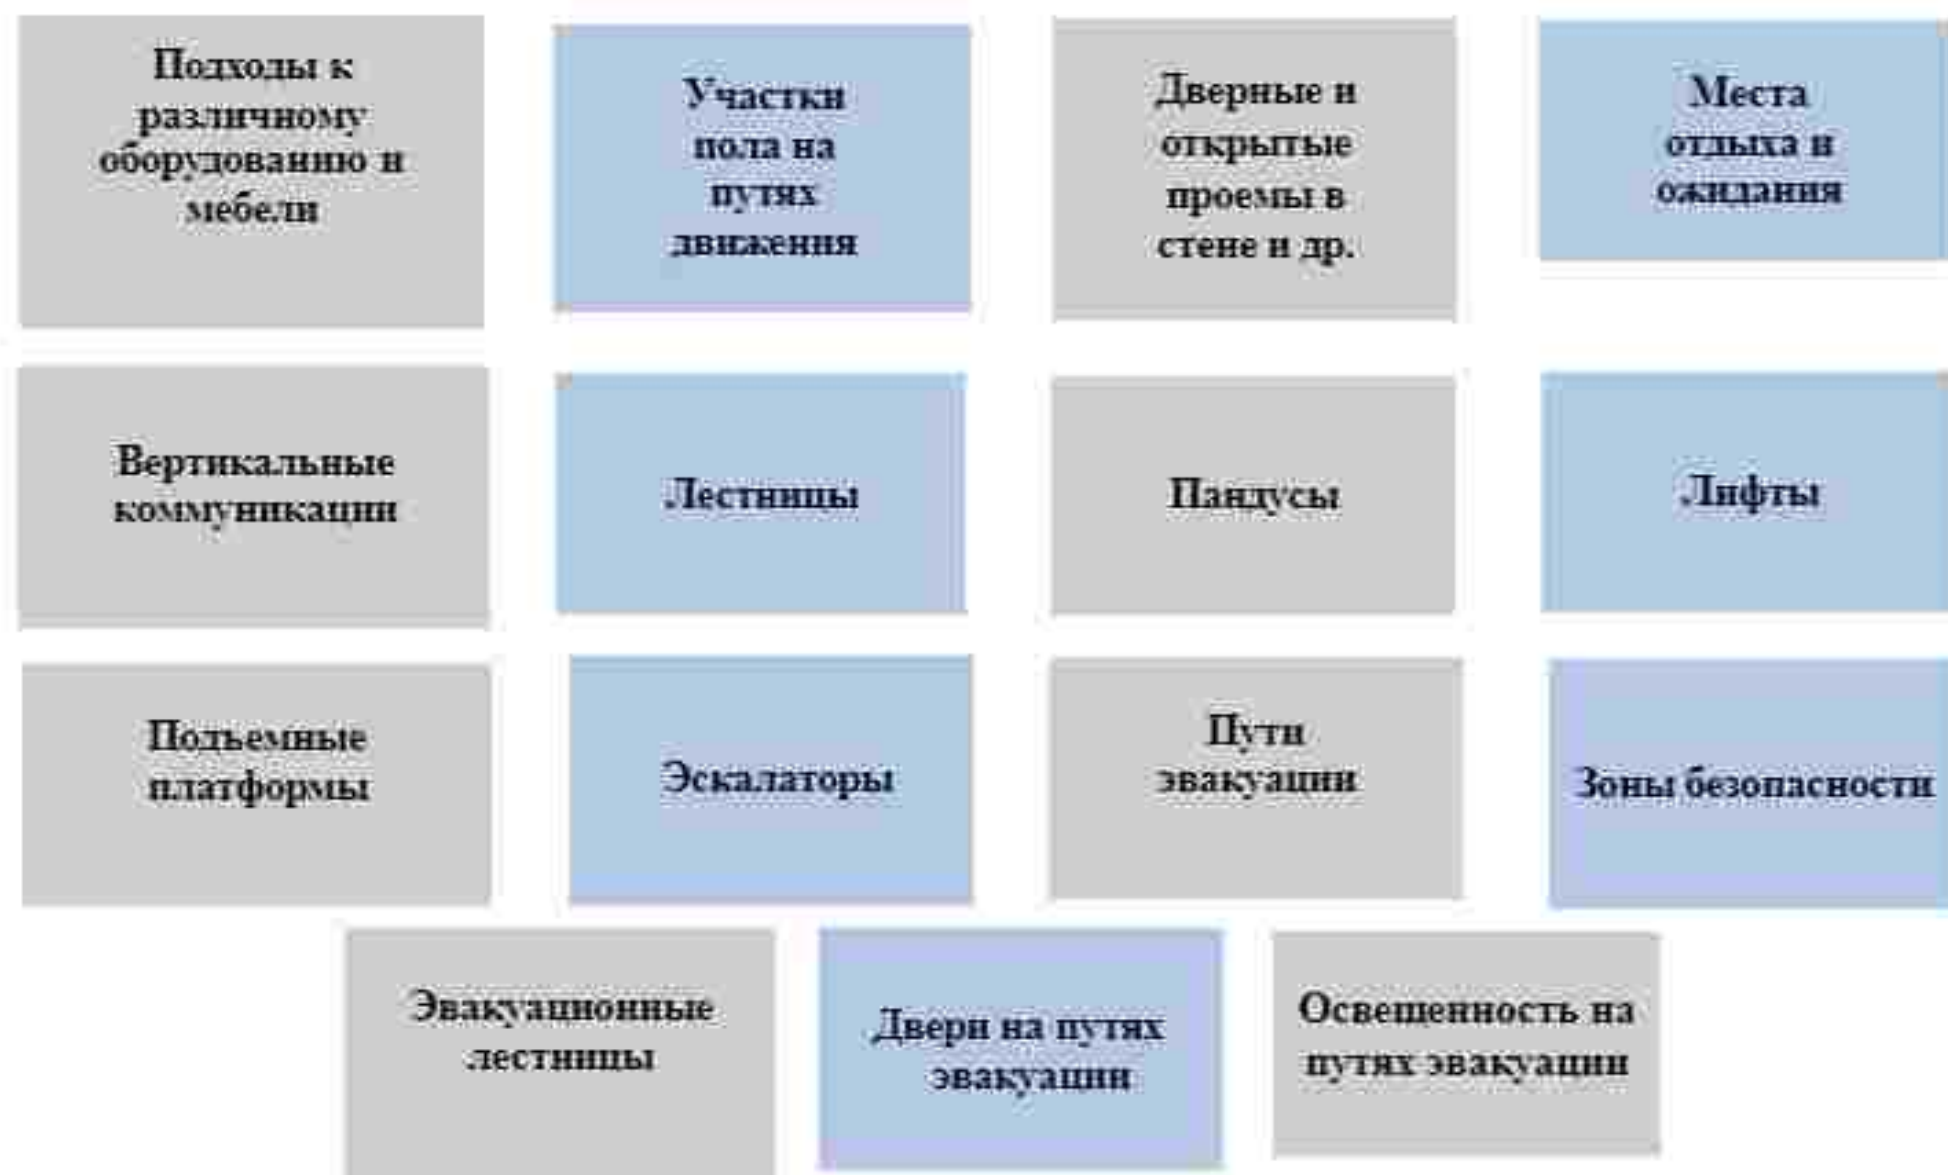 Подходы к
различному
оборудованию и
мебели
Участки
пола на
путях
движения
Дверные и
открытые
проемы в
стене и др.
Места
отдыха и
ожидания
Вертикальные
коммуникации
Лестницы
Пандусы
Лифты
Подъемные
платформы
Эскалаторы
Пути
эвакуации
Зоны безопасности
Эвакуационные
лестницы
Двери на путях
эвакуации
Освещенность на
путях эвакуации